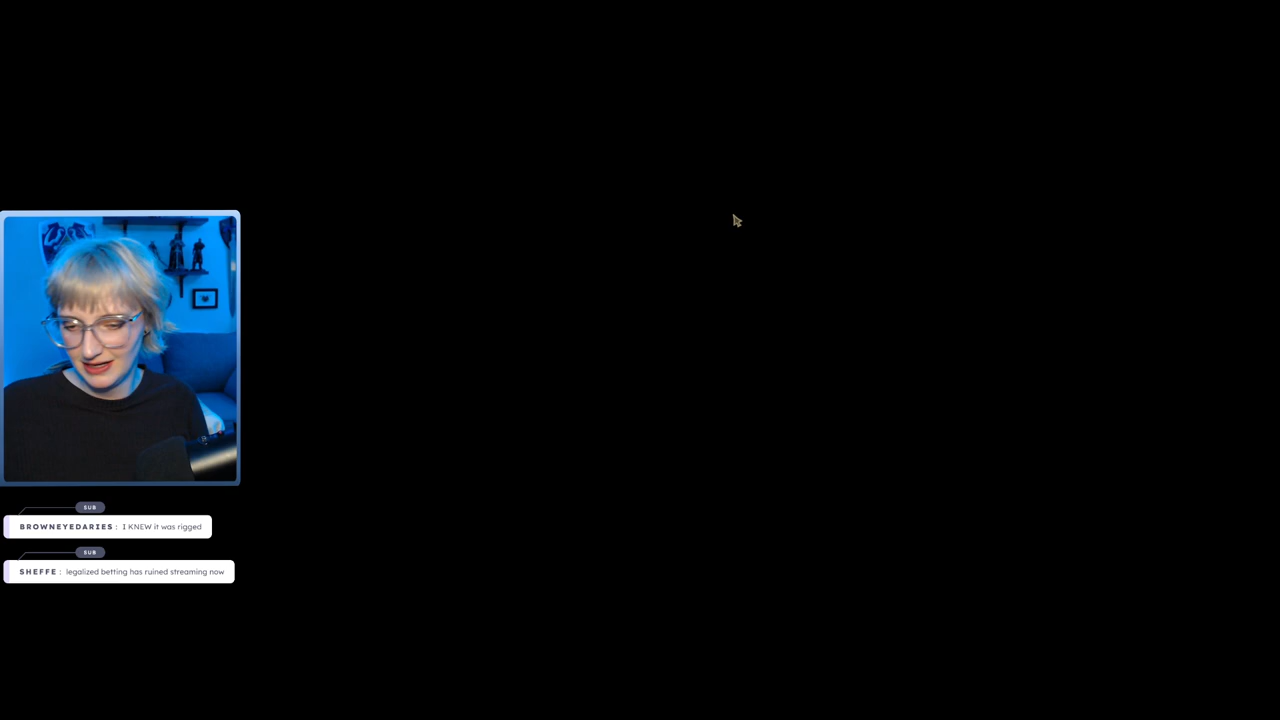 SUB
BROWNEYEDARIES : I KNEW it was rigged
SUB
SHEFFE : legalized betting has ruined streaming now